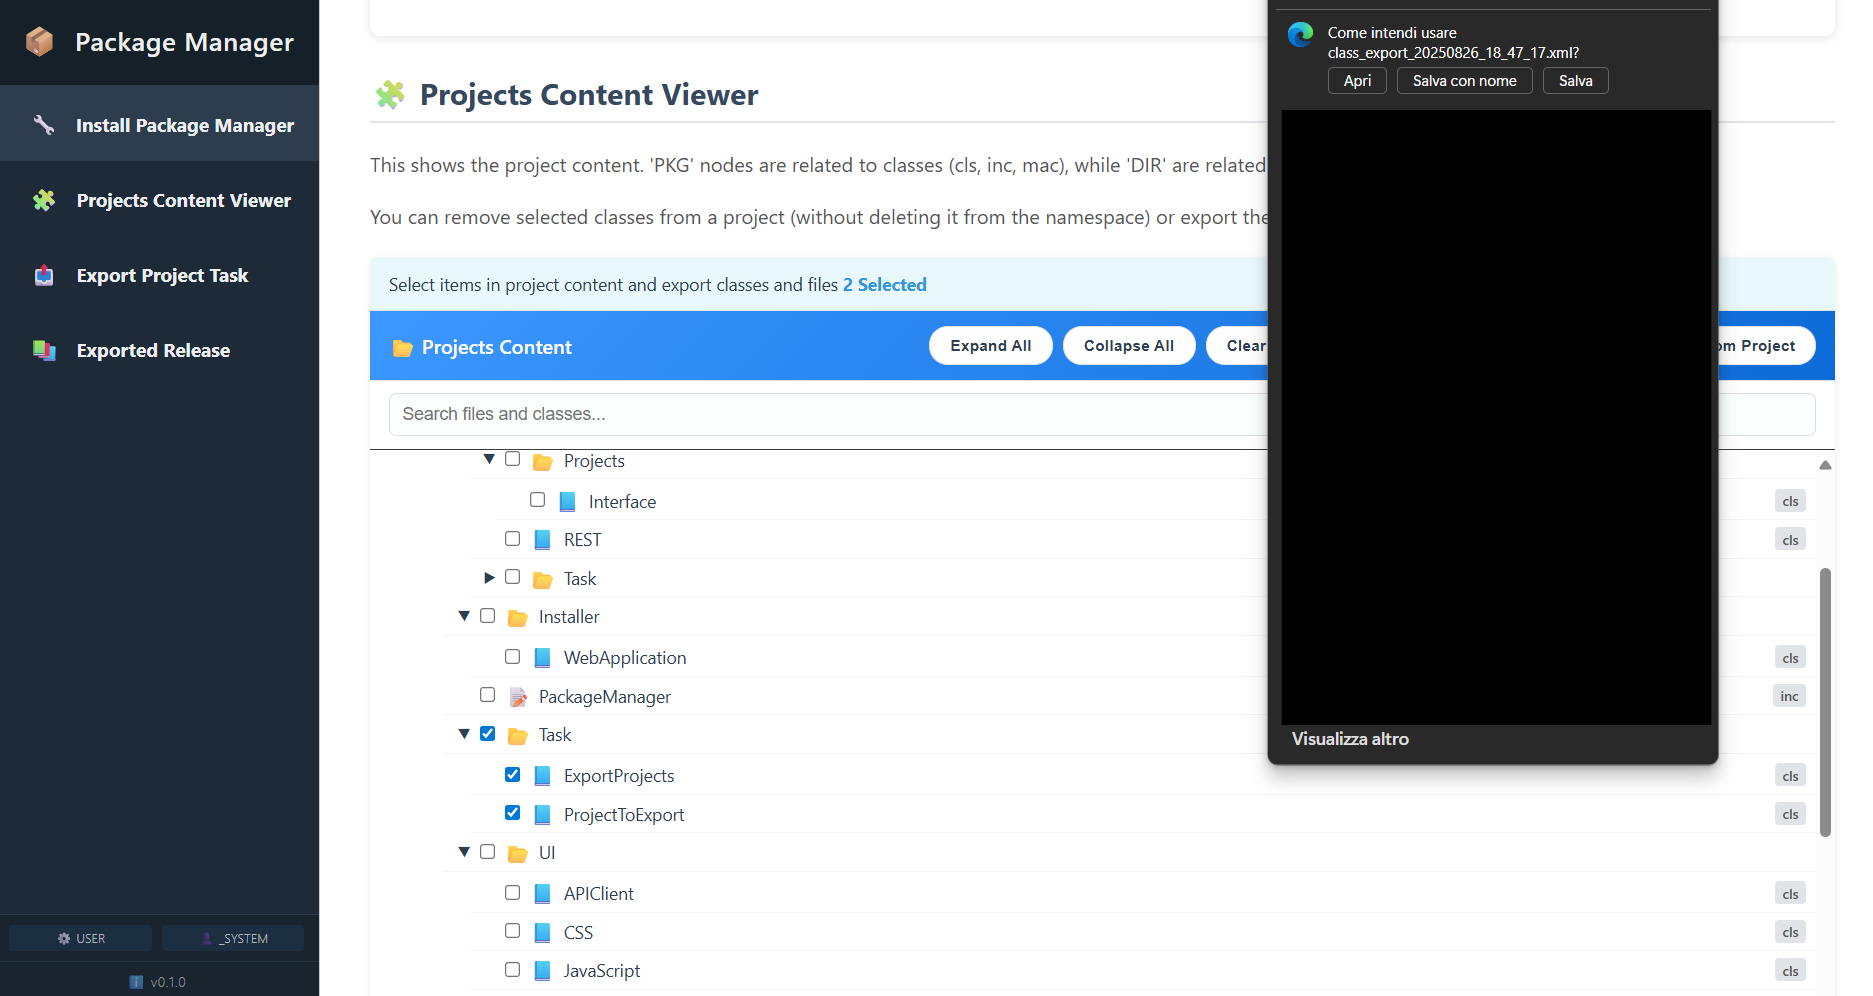 Package Manager
Install Package Manager
Projects Content Viewer
Export Project Task
Exported Release
USER
_SYSTEM
v0.1.0
Projects Content Viewer
This shows the project content. 'PKG' nodes are related to classes (cls, inc, mac), while 'DIR' are related
You can remove selected classes from a project (without deleting it from the namespace) or export the
Select items in project content and export classes and files 2 Selected
Projects Content
Expand All
Collapse All
Clear
om Project
Search files and classes...
Projects
Interface cls
REST cls
Task
Installer
WebApplication cls
PackageManager inc
Task
ExportProjects cls
ProjectToExport cls
UI
APIClient cls
CSS cls
JavaScript cls
Come intendi usare
class_export_20250826_18_47_17.xml?
Apri
Salva con nome
Salva
Visualizza altro